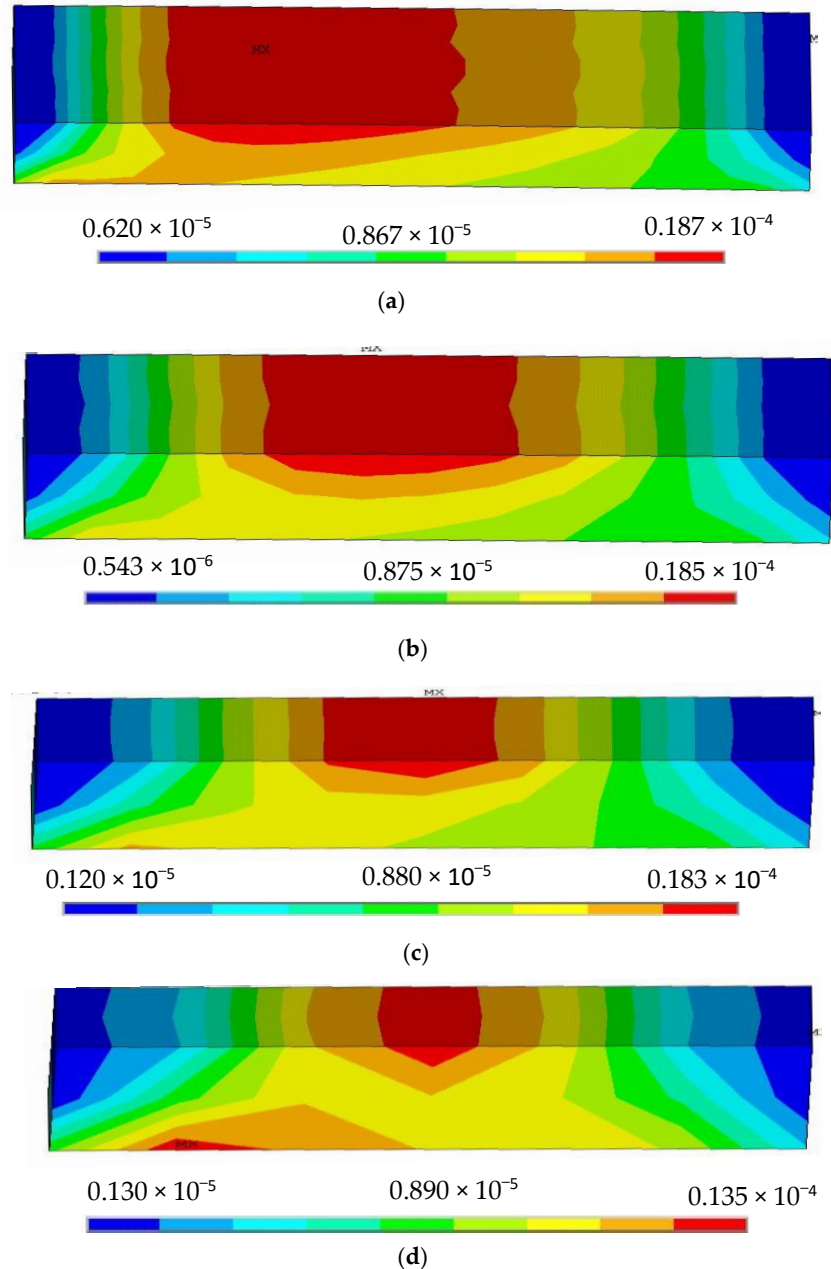 MX
0.620 × 10⁻⁵ 0.867 × 10⁻⁵ 0.187 × 10⁻⁴
(a)
MX
0.543 × 10⁻⁶ 0.875 × 10⁻⁵ 0.185 × 10⁻⁴
(b)
MX
0.120 × 10⁻⁵ 0.880 × 10⁻⁵ 0.183 × 10⁻⁴
(c)
MX
0.130 × 10⁻⁵ 0.890 × 10⁻⁵ 0.135 × 10⁻⁴
(d)